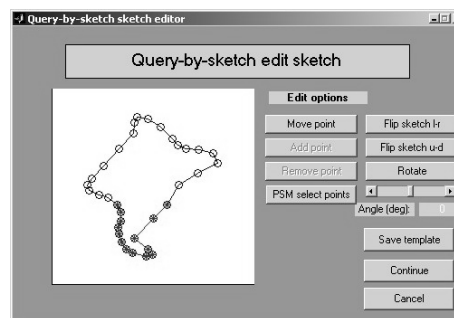 Query-by-sketch sketch editor
Query-by-sketch edit sketch
Edit options
Move point
Flip sketch l-r
Add point
Flip sketch u-d
Remove point
Rotate
PSM select points
Angle (deg):
0
Save template
Continue
Cancel